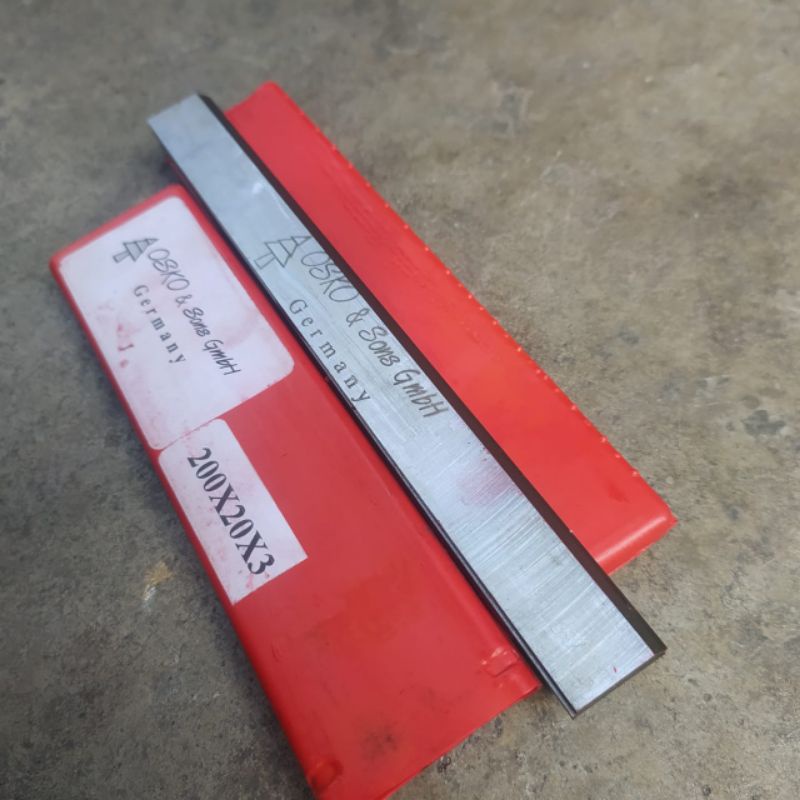 OSKO & Sons GmbH
Germany
200X20X3
OSKO & Sons GmbH
Germany